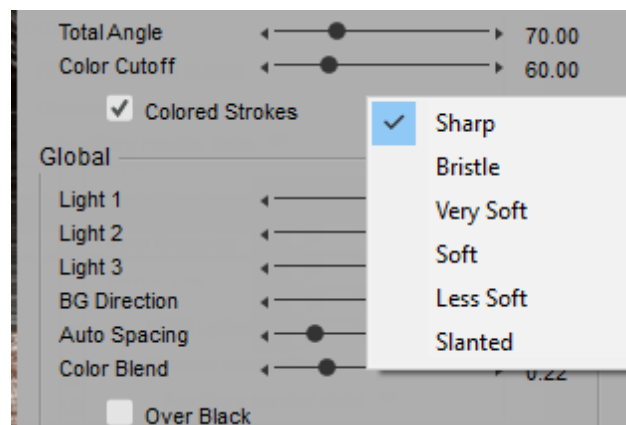 Total Angle 70.00
Color Cutoff 60.00
Colored Strokes
Global
Light 1
Light 2
Light 3
BG Direction
Auto Spacing
Color Blend 0.22
Over Black
Sharp
Bristle
Very Soft
Soft
Less Soft
Slanted